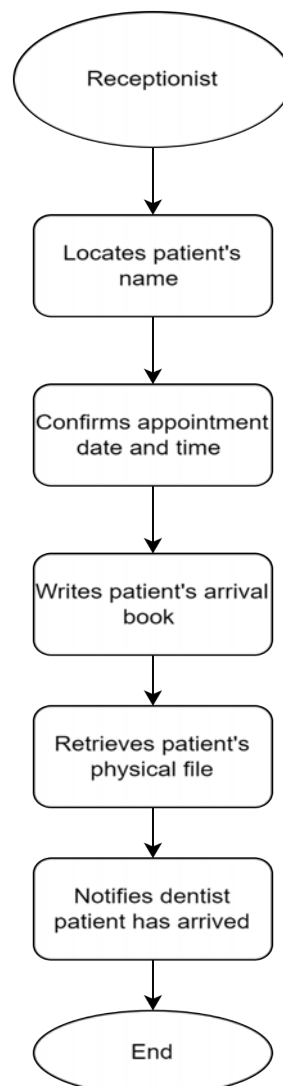 Receptionist
Locates patient's
name
Confirms appointment
date and time
Writes patient's arrival
book
Retrieves patient's
physical file
Notifies dentist
patient has arrived
End